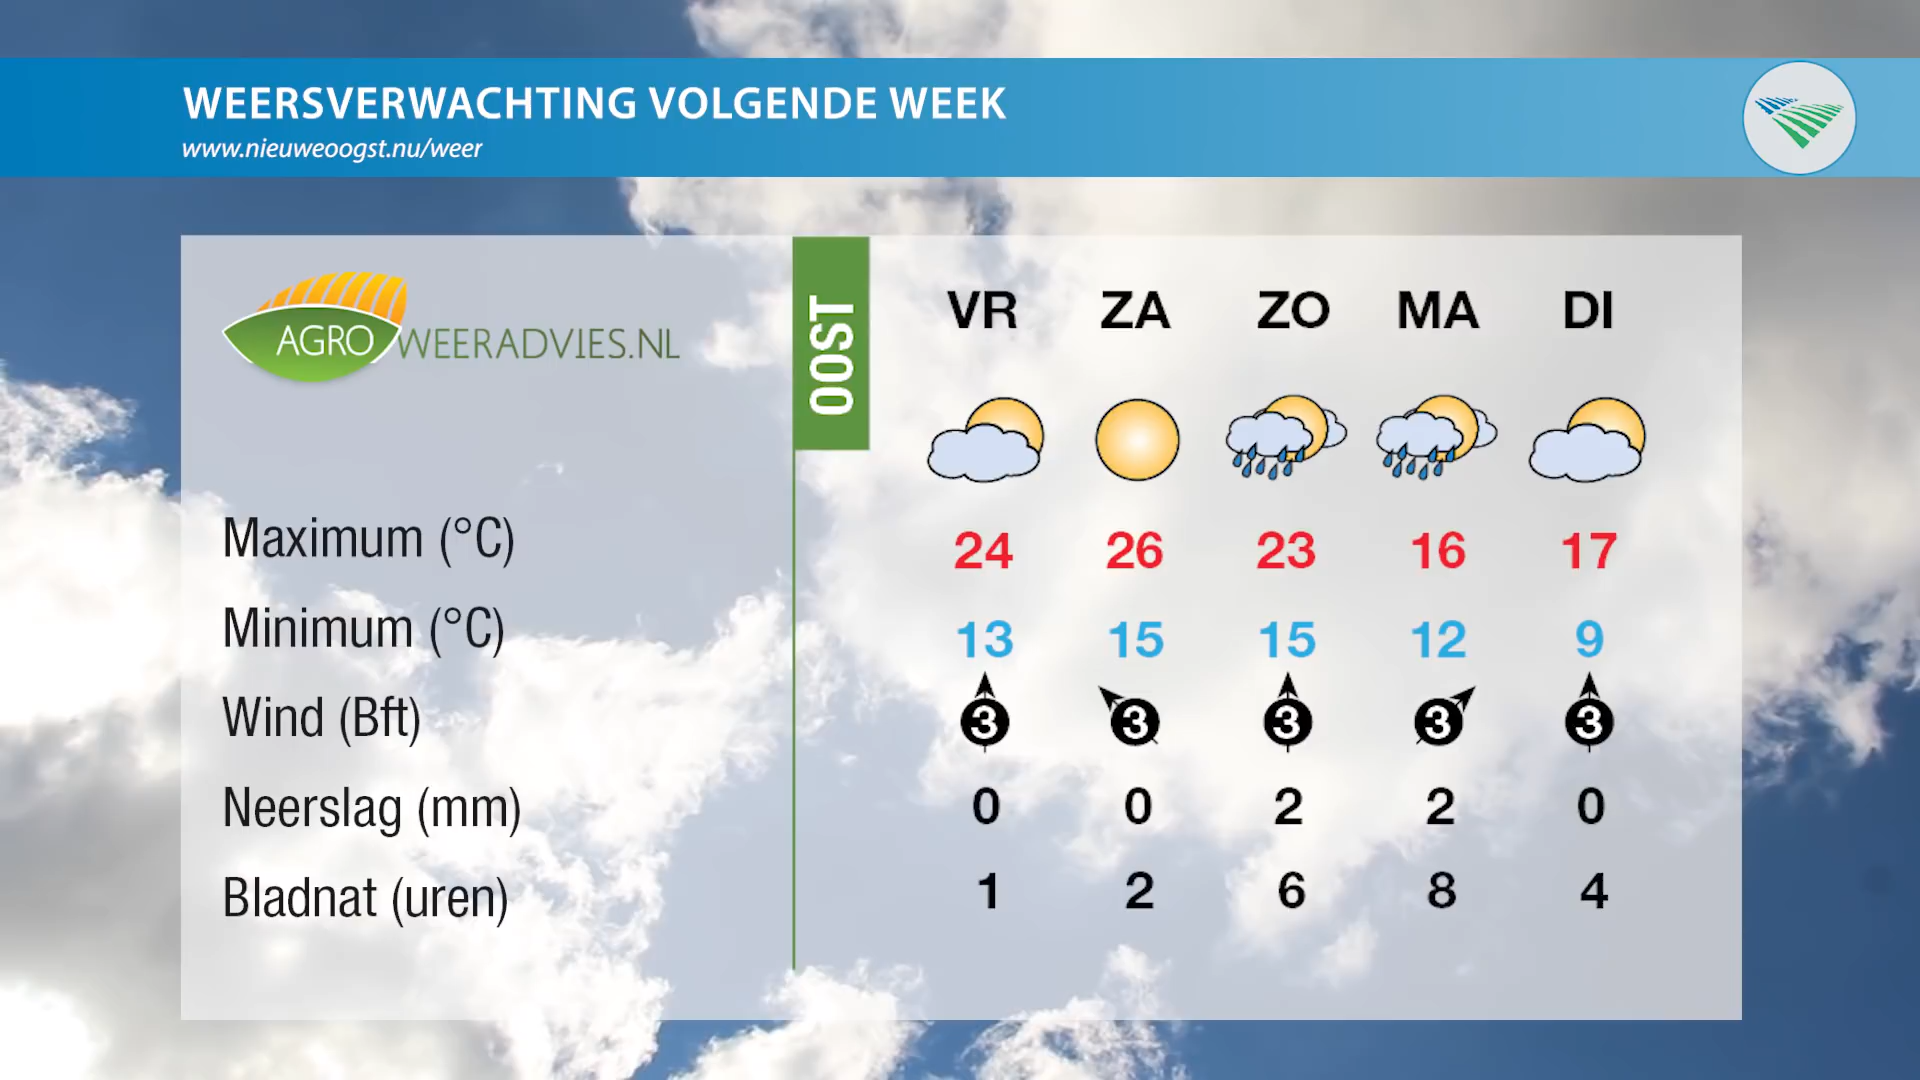 WEERSVERWACHTING VOLGENDE WEEK
www.nieuweoogst.nu/weer
AGRO WEERADVIES.NL
OOST
VR ZA ZO MA DI
Maximum (°C) 24 26 23 16 17
Minimum (°C) 13 15 15 12 9
Wind (Bft) 3 3 3 3 3
Neerslag (mm) 0 0 2 2 0
Bladnat (uren) 1 2 6 8 4